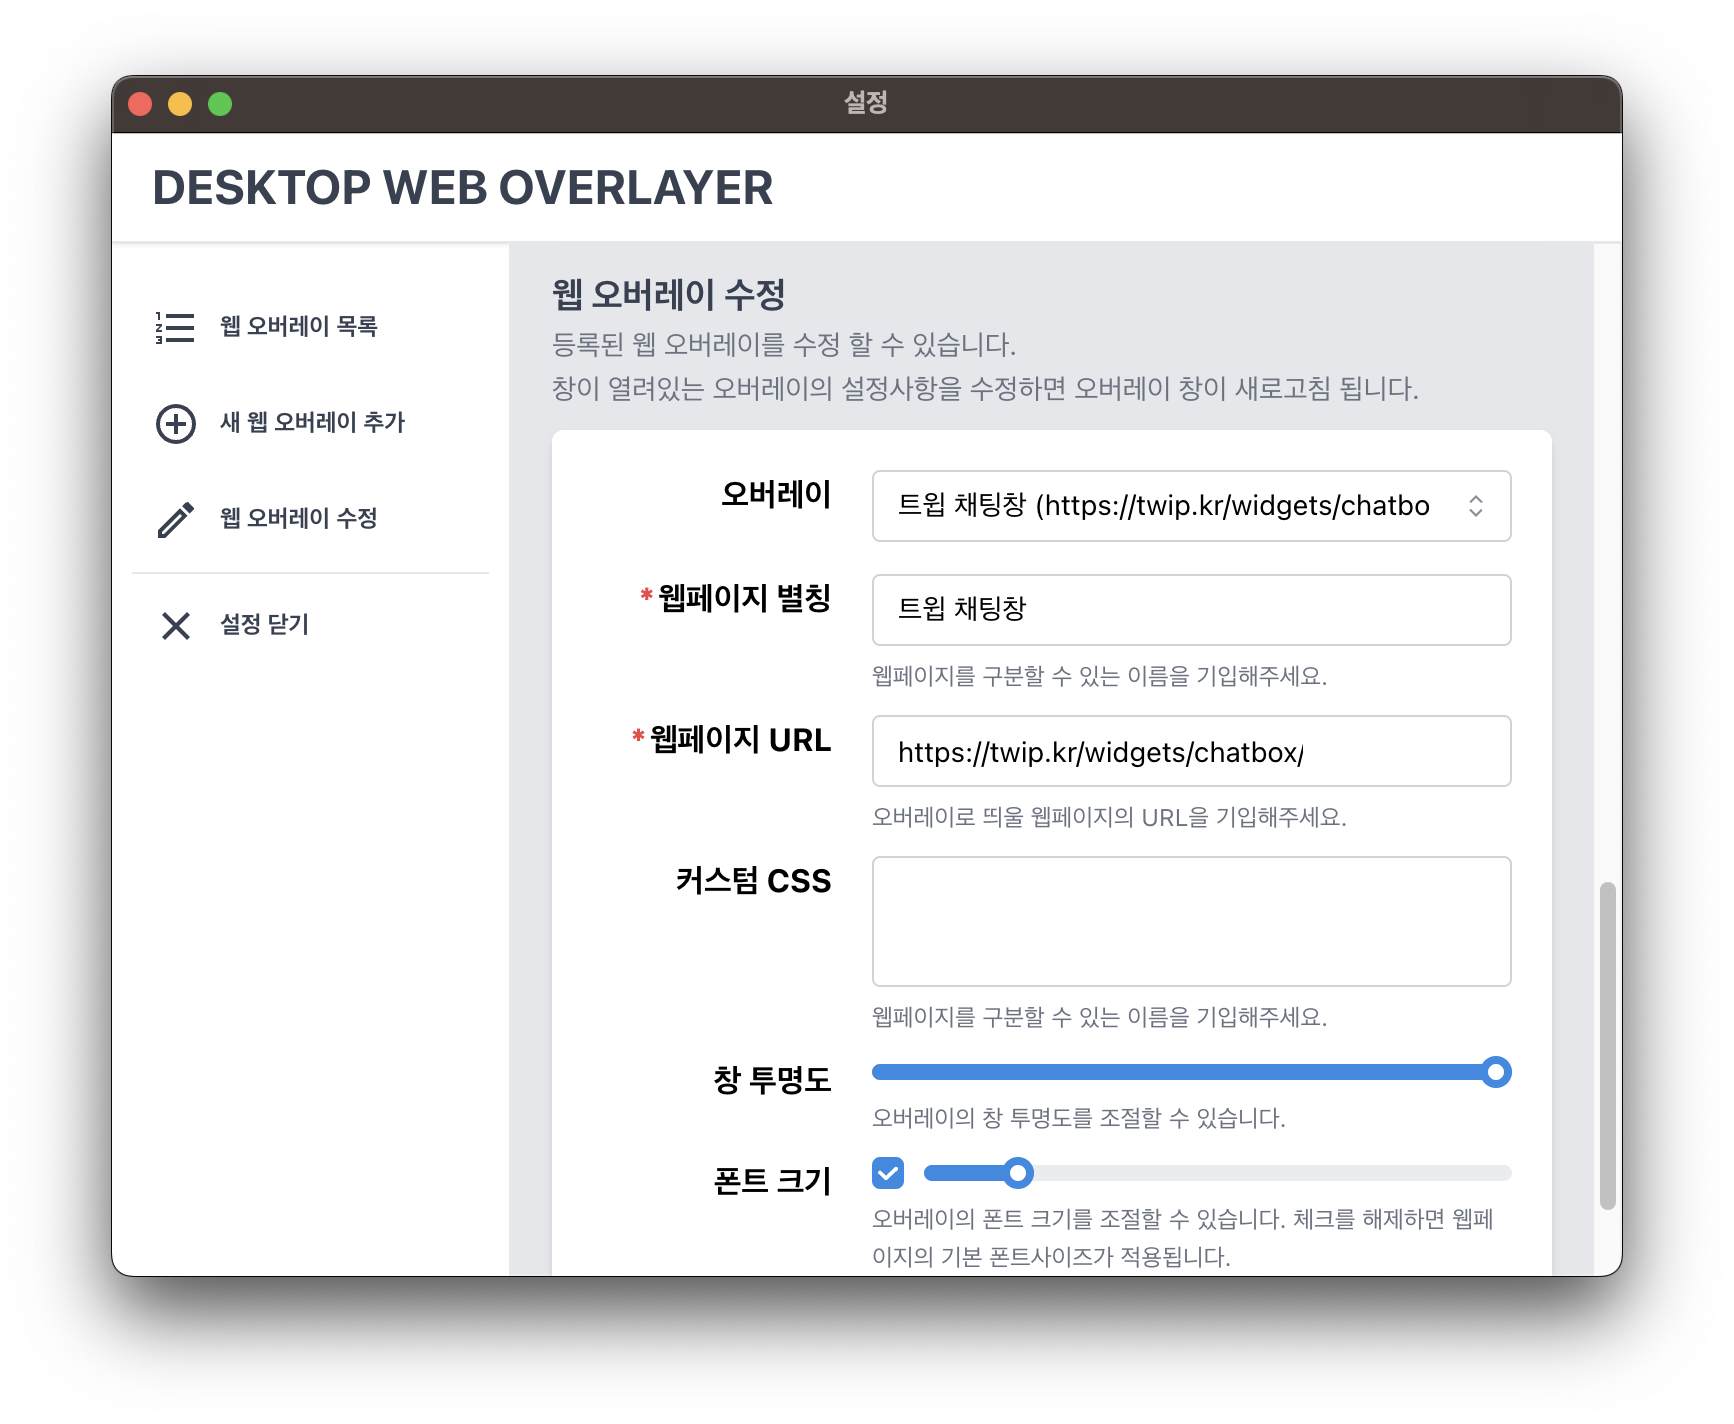 설정
DESKTOP WEB OVERLAYER
웹 오버레이 목록
새 웹 오버레이 추가
웹 오버레이 수정
설정 닫기
웹 오버레이 수정
등록된 웹 오버레이를 수정 할 수 있습니다.
창이 열려있는 오버레이의 설정사항을 수정하면 오버레이 창이 새로고침 됩니다.
오버레이
트윕 채팅창 (https://twip.kr/widgets/chatbo
*웹페이지 별칭
트윕 채팅창
웹페이지를 구분할 수 있는 이름을 기입해주세요.
*웹페이지 URL
https://twip.kr/widgets/chatbox/
오버레이로 띄울 웹페이지의 URL을 기입해주세요.
커스텀 CSS
웹페이지를 구분할 수 있는 이름을 기입해주세요.
창 투명도
오버레이의 창 투명도를 조절할 수 있습니다.
폰트 크기
오버레이의 폰트 크기를 조절할 수 있습니다. 체크를 해제하면 웹페
이지의 기본 폰트사이즈가 적용됩니다.